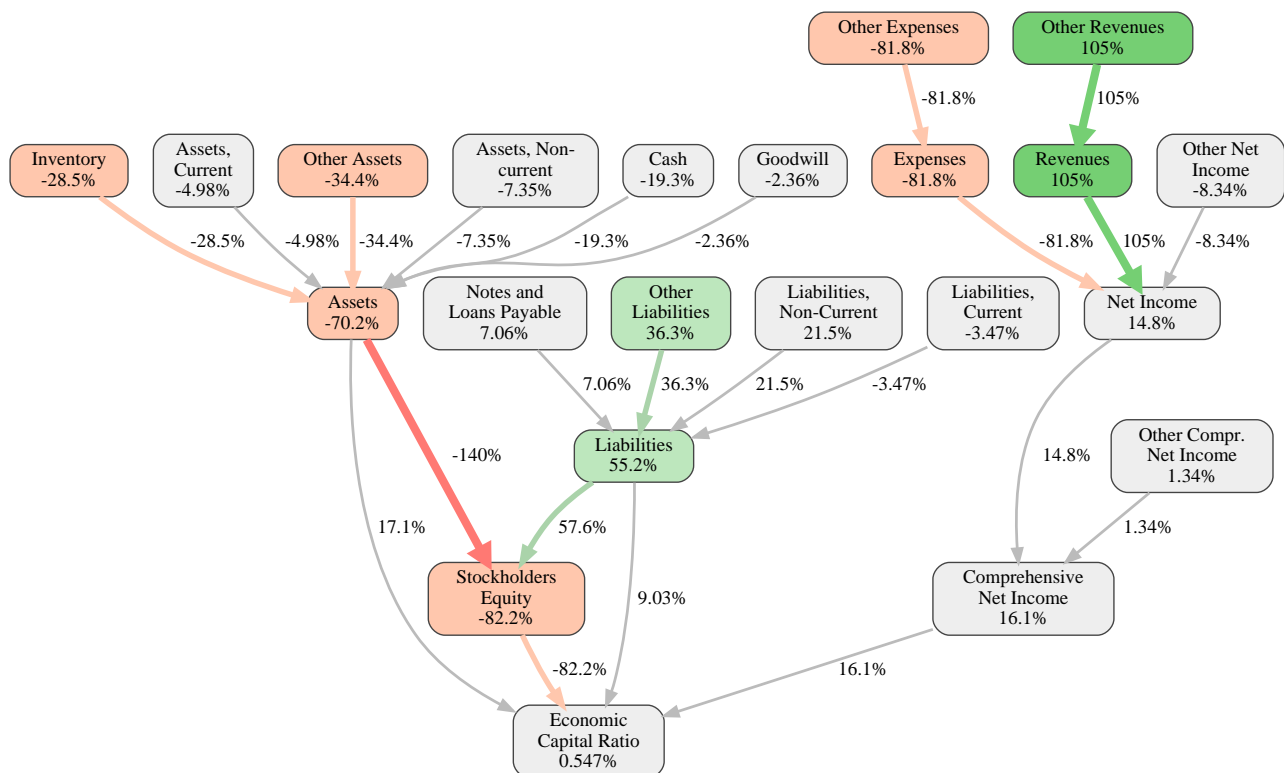 Other Expenses
-81.8%
Other Revenues
105%
-81.8%
105%
Inventory
-28.5%
Assets,
Current
-4.98%
Other Assets
-34.4%
Assets, Non-
current
-7.35%
Cash
-19.3%
Goodwill
-2.36%
Expenses
-81.8%
Revenues
105%
Other Net
Income
-8.34%
-28.5%
-4.98%
-34.4%
-7.35%
-19.3%
-2.36%
-81.8%
105%
-8.34%
Assets
-70.2%
Notes and
Loans Payable
7.06%
Other
Liabilities
36.3%
Liabilities,
Non-Current
21.5%
Liabilities,
Current
-3.47%
Net Income
14.8%
7.06%
36.3%
21.5%
-3.47%
Liabilities
55.2%
Other Compr.
Net Income
1.34%
-140%
14.8%
17.1%
57.6%
1.34%
Stockholders
Equity
-82.2%
9.03%
Comprehensive
Net Income
16.1%
-82.2%
16.1%
Economic
Capital Ratio
0.547%